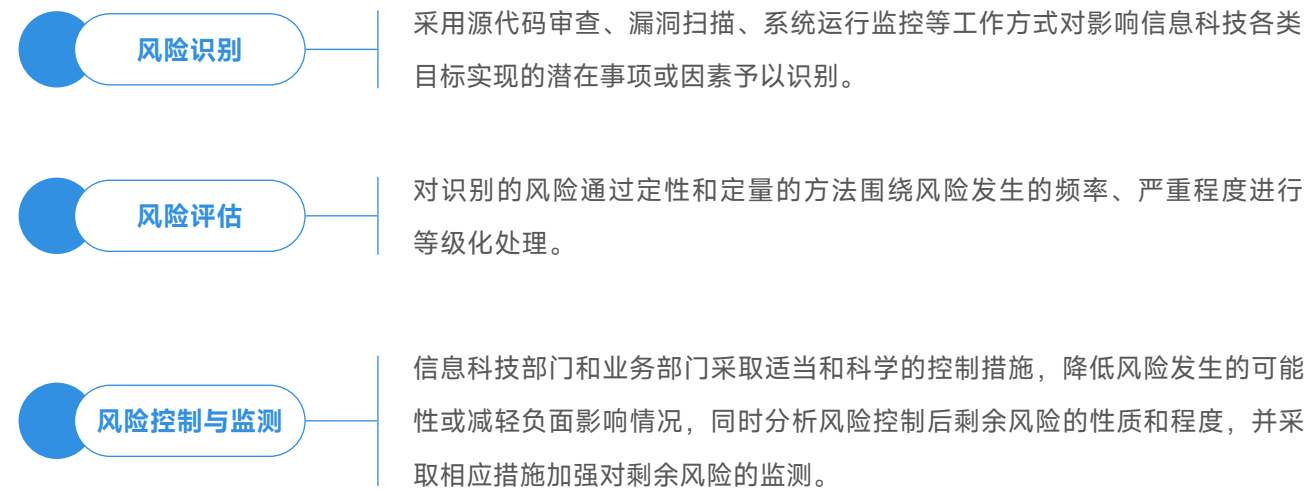 风险识别
采用源代码审查、漏洞扫描、系统运行监控等工作方式对影响信息科技各类
目标实现的潜在事项或因素予以识别。
风险评估
对识别的风险通过定性和定量的方法围绕风险发生的频率、严重程度进行
等级化处理。
风险控制与监测
信息科技部门和业务部门采取适当和科学的控制措施，降低风险发生的可能
性或减轻负面影响情况，同时分析风险控制后剩余风险的性质和程度，并采
取相应措施加强对剩余风险的监测。